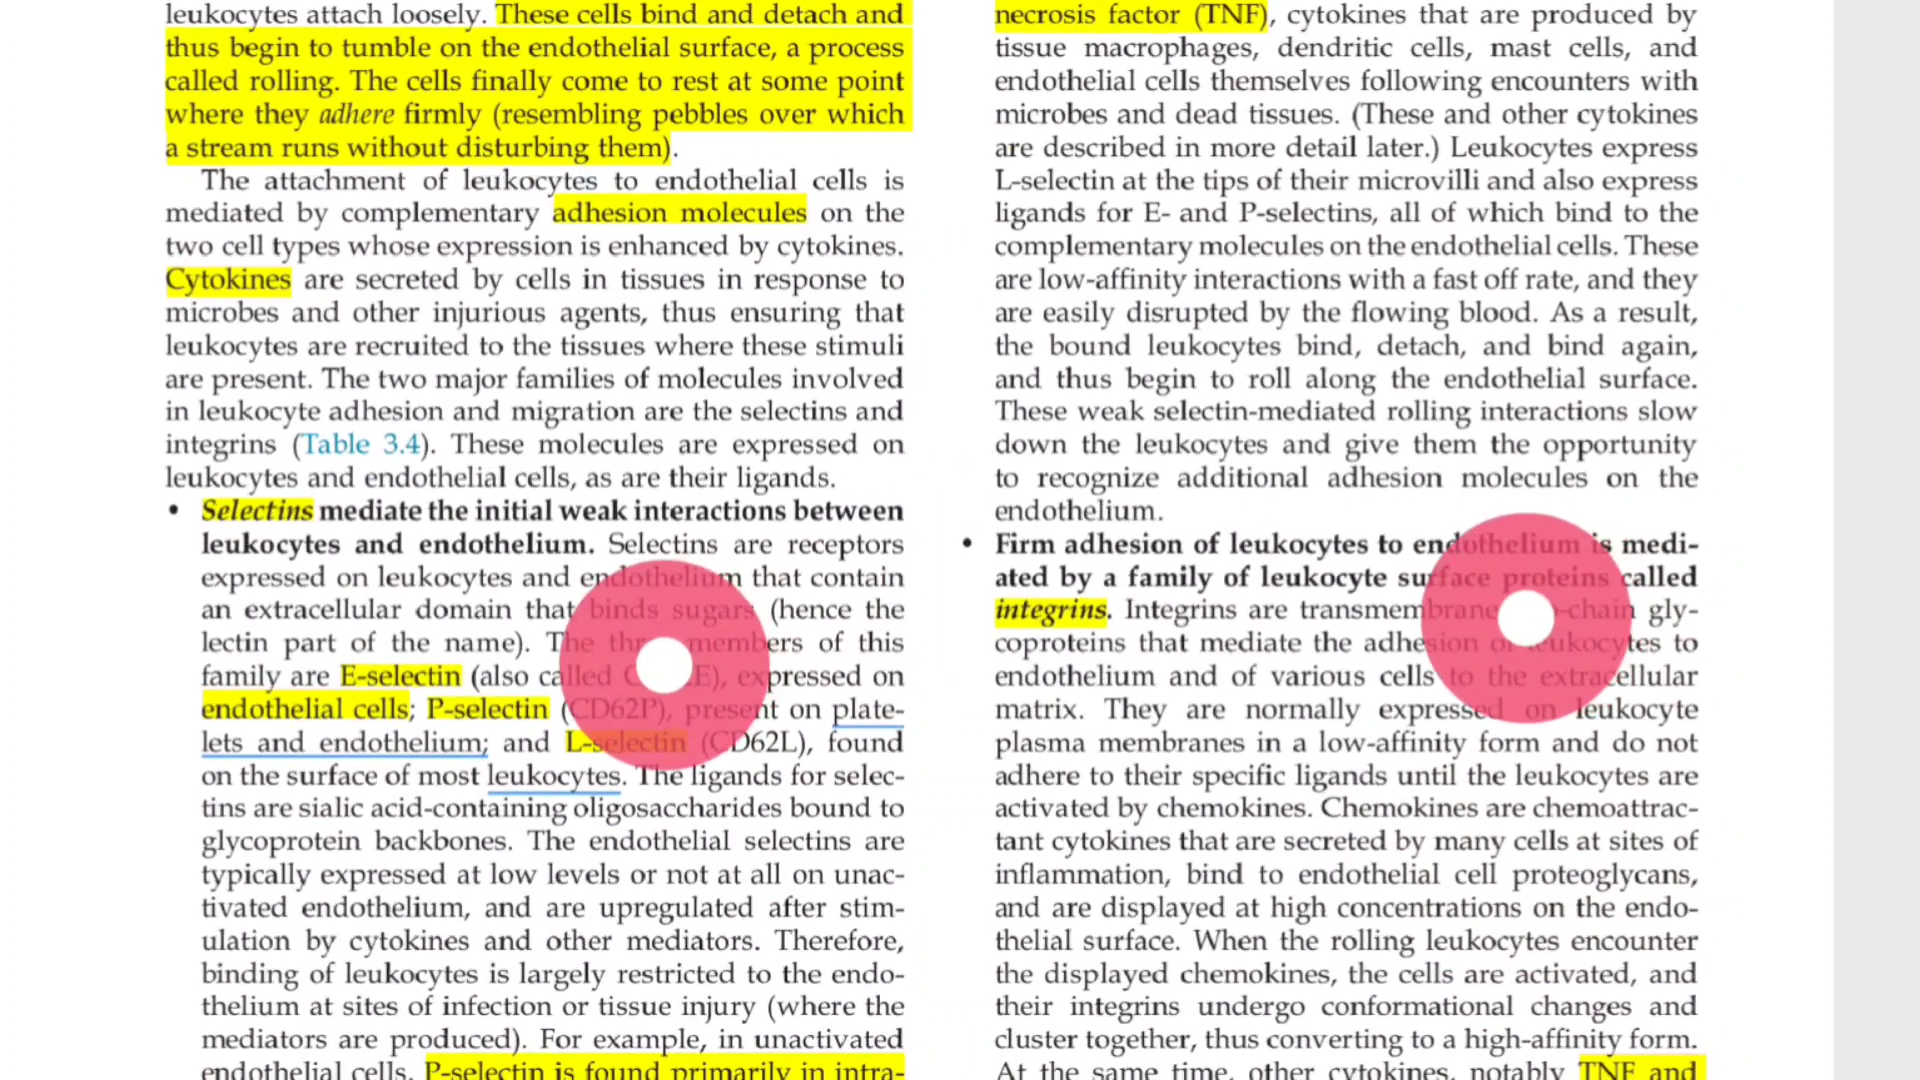 leukocytes attach loosely. These cells bind and detach and
thus begin to tumble on the endothelial surface, a process
called rolling. The cells finally come to rest at some point
where they adhere firmly (resembling pebbles over which
a stream runs without disturbing them).
The attachment of leukocytes to endothelial cells is
mediated by complementary adhesion molecules on the
two cell types whose expression is enhanced by cytokines.
Cytokines are secreted by cells in tissues in response to
microbes and other injurious agents, thus ensuring that
leukocytes are recruited to the tissues where these stimuli
are present. The two major families of molecules involved
in leukocyte adhesion and migration are the selectins and
integrins (Table 3.4). These molecules are expressed on
leukocytes and endothelial cells, as are their ligands.
• Selectins mediate the initial weak interactions between
leukocytes and endothelium. Selectins are receptors
expressed on leukocytes and endothelium that contain
an extracellular domain that binds sugars (hence the
lectin part of the name). The three members of this
family are E-selectin (also called expressed on
endothelial cells; P-selectin (CD62P), present on plate-
lets and endothelium; and L-selectin (CD62L), found
on the surface of most leukocytes. The ligands for selec-
tins are sialic acid-containing oligosaccharides bound to
glycoprotein backbones. The endothelial selectins are
typically expressed at low levels or not at all on unac-
tivated endothelium, and are upregulated after stim-
ulation by cytokines and other mediators. Therefore,
binding of leukocytes is largely restricted to the endo-
thelium at sites of infection or tissue injury (where the
mediators are produced). For example, in unactivated
endothelial cells, P-selectin is found primarily in intra-
necrosis factor (TNF), cytokines that are produced by
tissue macrophages, dendritic cells, mast cells, and
endothelial cells themselves following encounters with
microbes and dead tissues. (These and other cytokines
are described in more detail later.) Leukocytes express
L-selectin at the tips of their microvilli and also express
ligands for E- and P-selectins, all of which bind to the
complementary molecules on the endothelial cells. These
are low-affinity interactions with a fast off rate, and they
are easily disrupted by the flowing blood. As a result,
the bound leukocytes bind, detach, and bind again,
and thus begin to roll along the endothelial surface.
These weak selectin-mediated rolling interactions slow
down the leukocytes and give them the opportunity
to recognize additional adhesion molecules on the
endothelium.
• Firm adhesion of leukocytes to endothelium is medi-
ated by a family of leukocyte surface proteins called
integrins. Integrins are transmembrane chain gly-
coproteins that mediate the adhesion of leukocytes to
endothelium and of various cells to the extracellular
matrix. They are normally expressed on leukocyte
plasma membranes in a low-affinity form and do not
adhere to their specific ligands until the leukocytes are
activated by chemokines. Chemokines are chemoattrac-
tant cytokines that are secreted by many cells at sites of
inflammation, bind to endothelial cell proteoglycans,
and are displayed at high concentrations on the endo-
thelial surface. When the rolling leukocytes encounter
the displayed chemokines, the cells are activated, and
their integrins undergo conformational changes and
cluster together, thus converting to a high-affinity form.
At the same time, other cytokines, notably TNF and